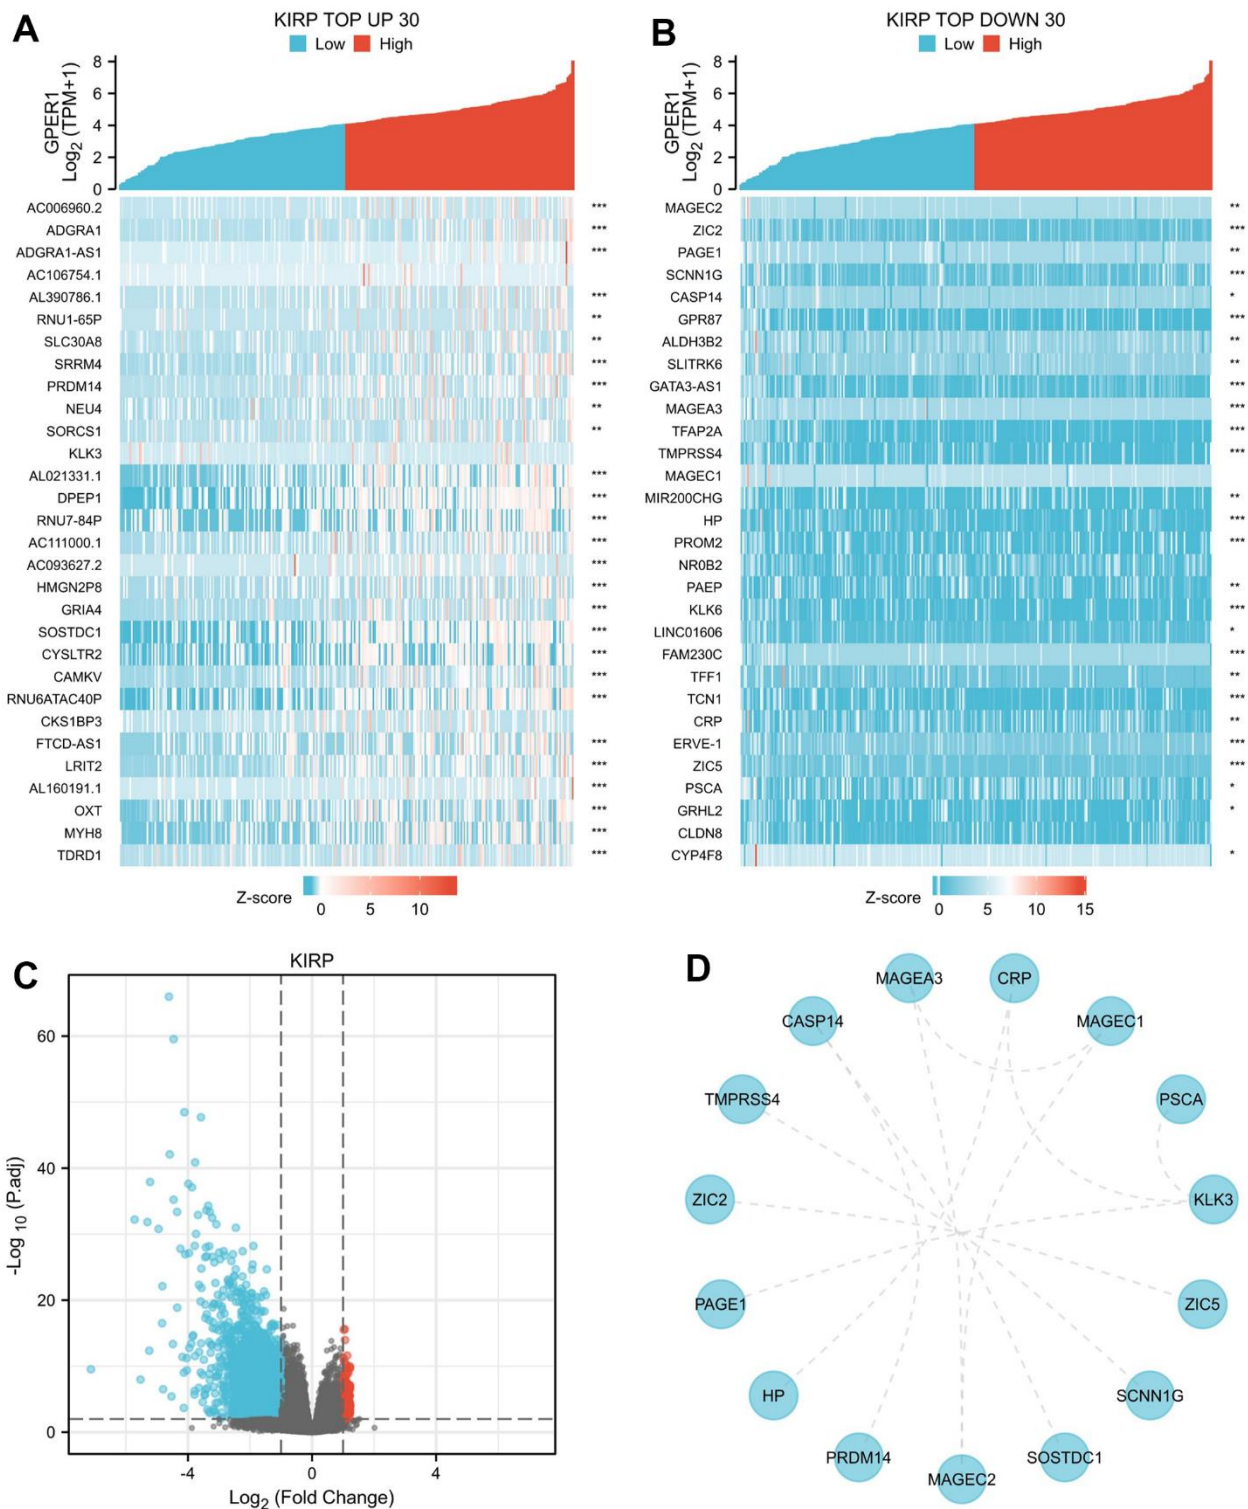 A
KIRP TOP UP 30
Low High
GPER1
Log2 (TPM+1)
8
6
4
2
0
AC006960.2 ***
ADGRA1 ***
ADGRA1-AS1 ***
AC106754.1
AL390786.1 ***
RNU1-65P **
SLC30A8 **
SRRM4 ***
PRDM14 ***
NEU4 **
SORCS1 **
KLK3
AL021331.1 ***
DPEP1 ***
RNU7-84P ***
AC111000.1 ***
AC093627.2 ***
HMGN2P8 ***
GRIA4 ***
SOSTDC1 ***
CYSLTR2 ***
CAMKV ***
RNU6ATAC40P ***
CKS1BP3
FTCD-AS1 ***
LRIT2 ***
AL160191.1 ***
OXT ***
MYH8 ***
TDRD1 ***
Z-score
0 5 10
B
KIRP TOP DOWN 30
Low High
GPER1
Log2 (TPM+1)
8
6
4
2
0
MAGEC2 **
ZIC2 ***
PAGE1 **
SCNN1G ***
CASP14 *
GPR87 ***
ALDH3B2 **
SLITRK6 **
GATA3-AS1 ***
MAGEA3 ***
TFAP2A ***
TMPRSS4 ***
MAGEC1
MIR200CHG **
HP ***
PROM2 ***
NR0B2
PAEP **
KLK6 ***
LINC01606 *
FAM230C ***
TFF1 **
TCN1 ***
CRP **
ERVE-1 ***
ZIC5 ***
PSCA *
GRHL2 *
CLDN8
CYP4F8 *
Z-score
0 5 10 15
C
KIRP
-Log 10 (P.adj)
60
40
20
0
-4 0 4
Log2 (Fold Change)
D
MAGEA3
CRP
CASP14
MAGEC1
TMPRSS4
PSCA
ZIC2
KLK3
PAGE1
ZIC5
HP
SCNN1G
PRDM14
MAGEC2
SOSTDC1